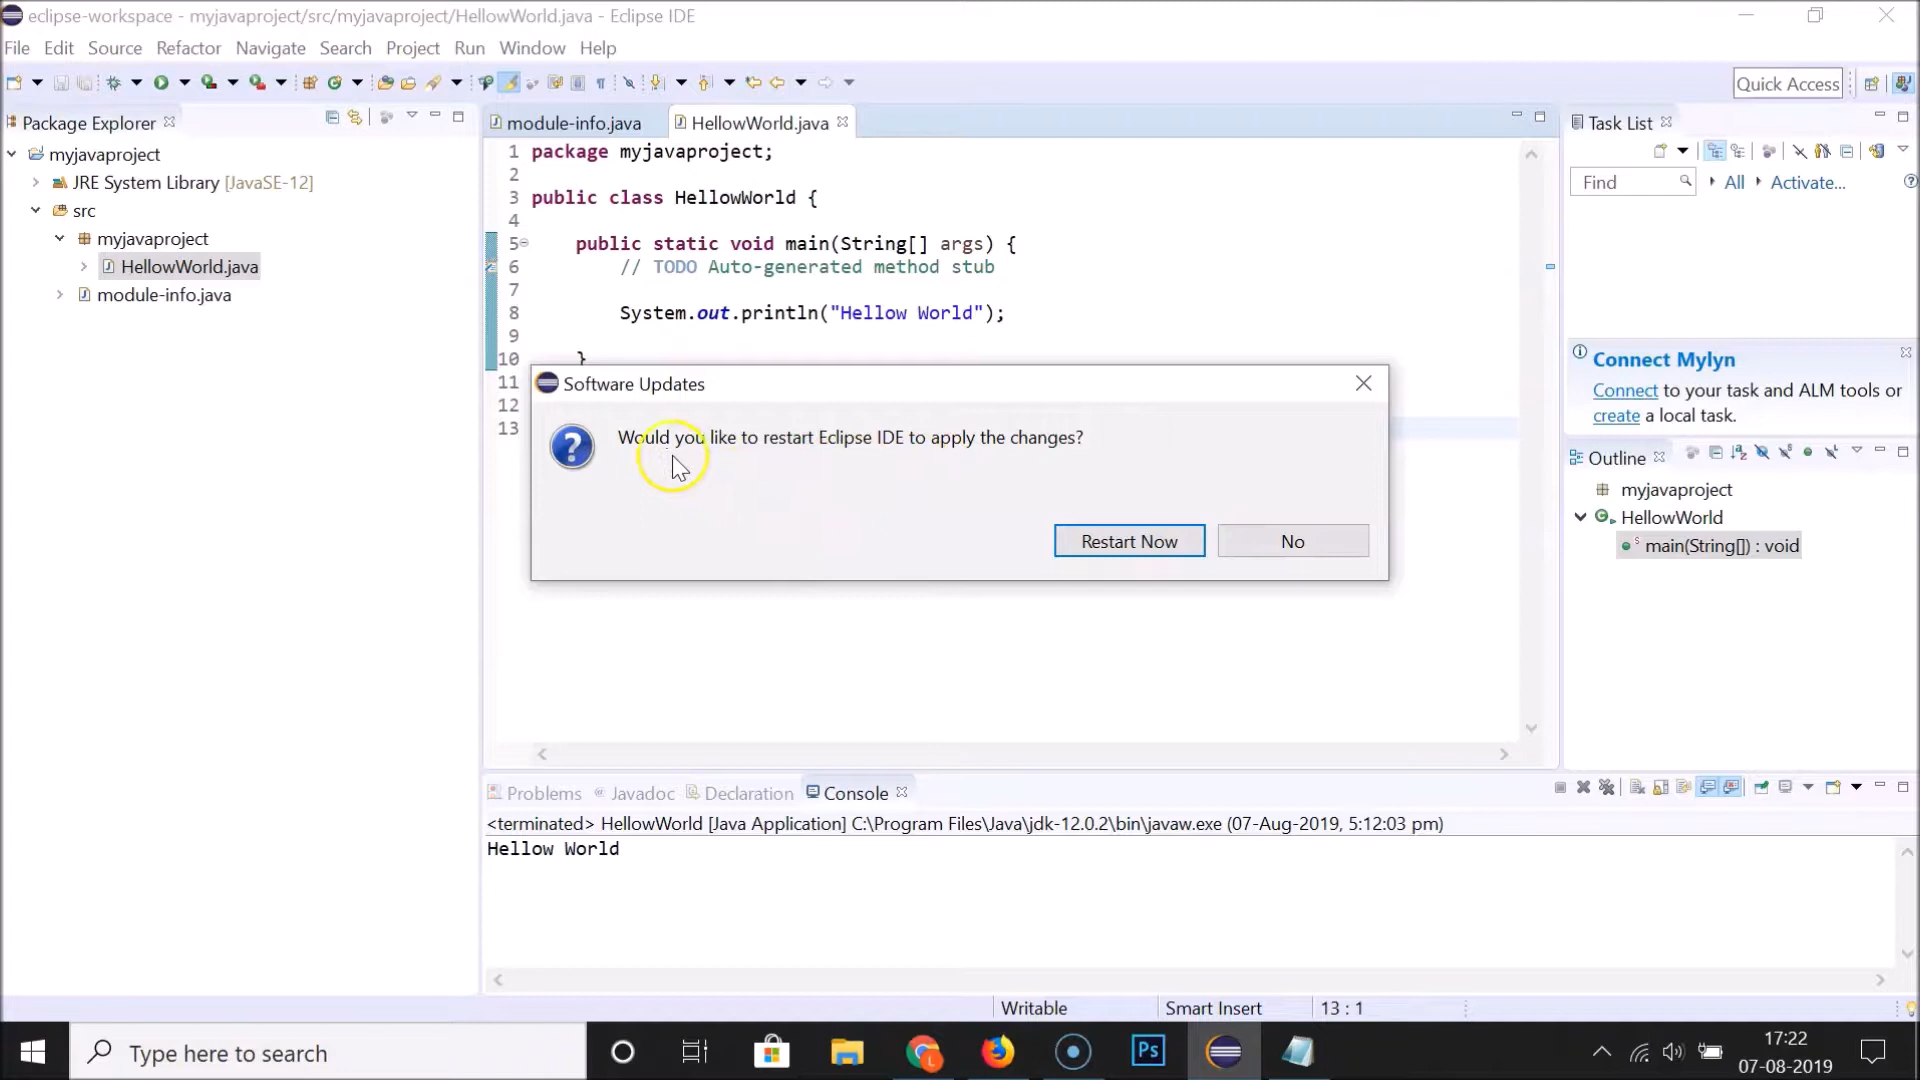 eclipse-workspace - myjavaproject/src/myjavaproject/HellowWorld.java - Eclipse IDE
File Edit Source Refactor Navigate Search Project Run Window Help
Quick Access
Package Explorer
myjavaproject
JRE System Library [JavaSE-12]
src
myjavaproject
HellowWorld.java
module-info.java
module-info.java HellowWorld.java
1 package myjavaproject;
2
3 public class HellowWorld {
4
5 public static void main(String[] args) {
6 // TODO Auto-generated method stub
7
8 System.out.println("Hellow World");
9
10 }
11
12
13
Software Updates
Would you like to restart Eclipse IDE to apply the changes?
Restart Now No
Task List
Find All Activate...
Connect Mylyn
Connect to your task and ALM tools or
create a local task.
Outline
myjavaproject
HellowWorld
main(String[]) : void
Problems Javadoc Declaration Console
<terminated> HellowWorld [Java Application] C:\Program Files\Java\jdk-12.0.2\bin\javaw.exe (07-Aug-2019, 5:12:03 pm)
Hellow World
Writable Smart Insert 13 : 1
Type here to search
Ps
17:22
07-08-2019